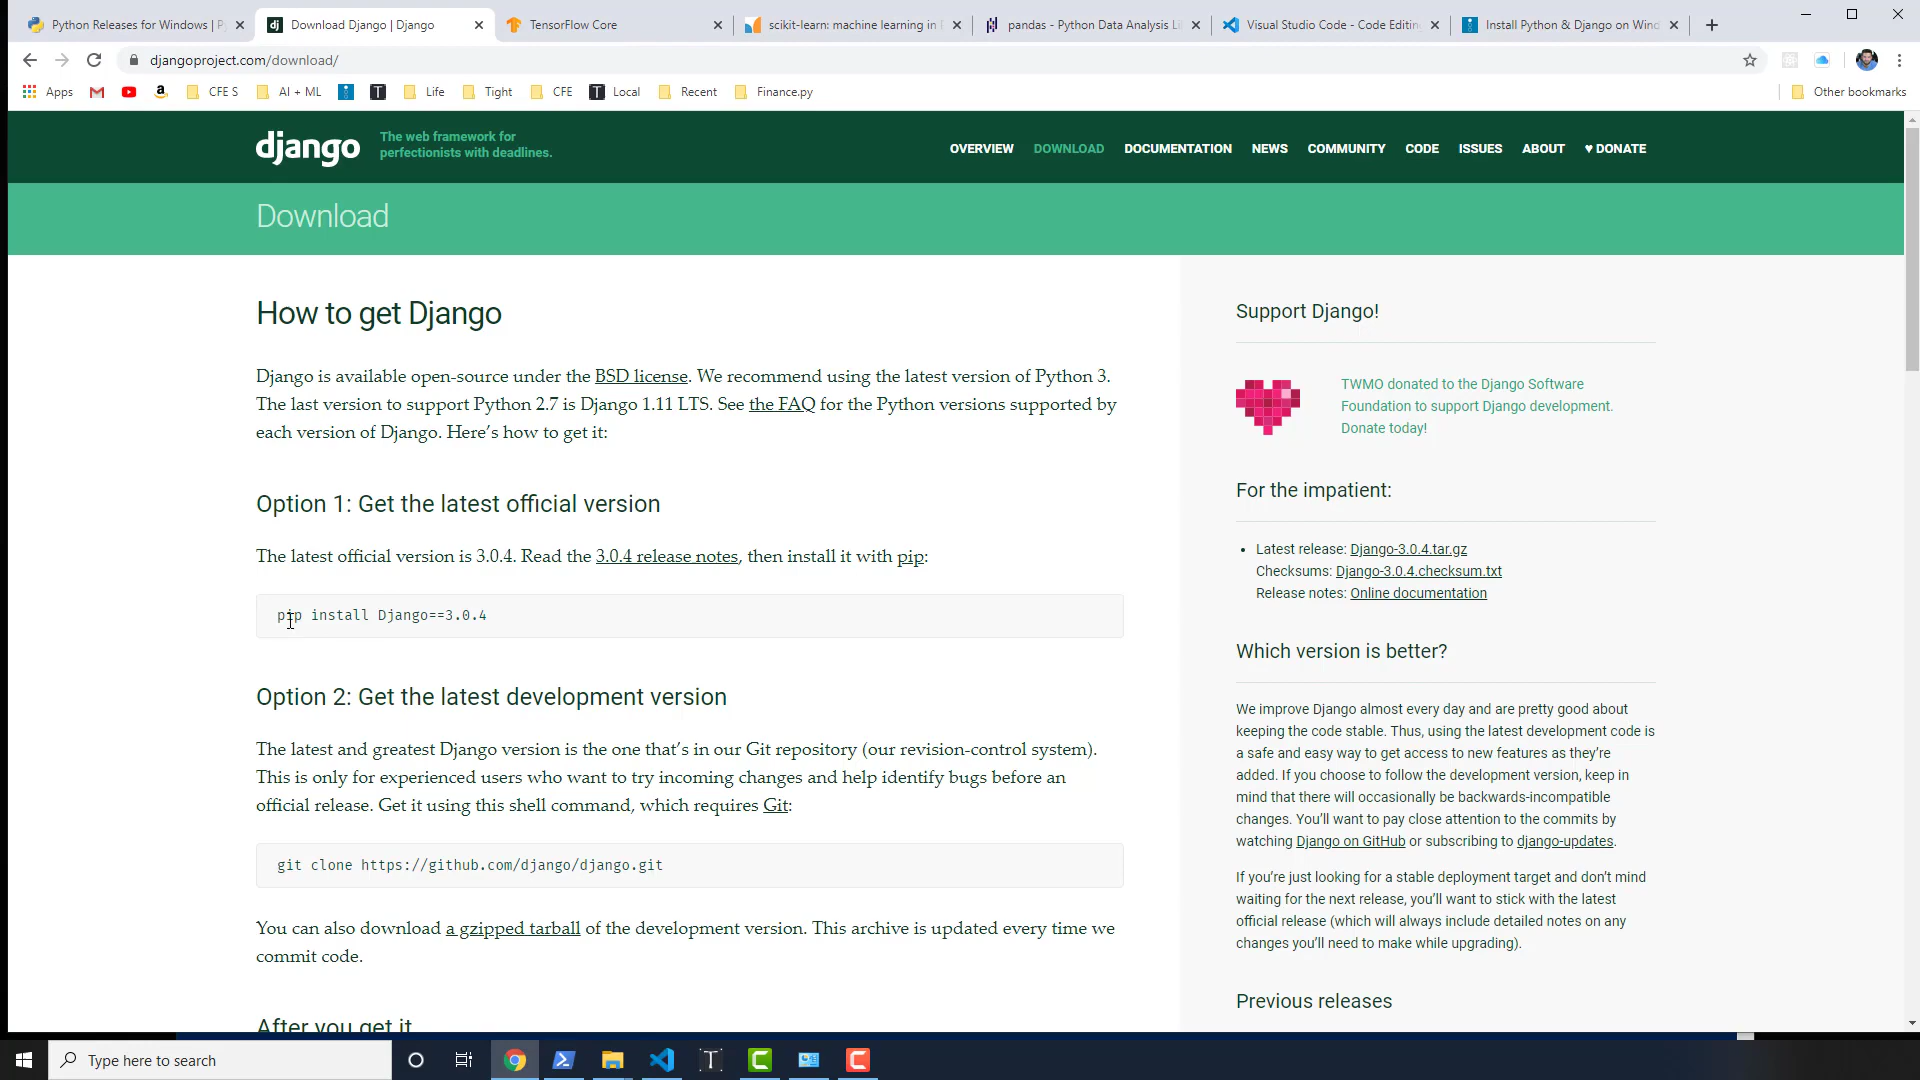 Python Releases for Windows | P
Download Django | Django
TensorFlow Core
scikit-learn: machine learning in
pandas - Python Data Analysis Li
Visual Studio Code - Code Editin
Install Python & Django on Wind
djangoproject.com/download/
Apps
CFE S
AI + ML
Life
Tight
CFE
Local
Recent
Finance.py
Other bookmarks
django
The web framework for
perfectionists with deadlines.
OVERVIEW
DOWNLOAD
DOCUMENTATION
NEWS
COMMUNITY
CODE
ISSUES
ABOUT
♥ DONATE
Download
How to get Django
Django is available open-source under the BSD license. We recommend using the latest version of Python 3.
The last version to support Python 2.7 is Django 1.11 LTS. See the FAQ for the Python versions supported by
each version of Django. Here’s how to get it:
Option 1: Get the latest official version
The latest official version is 3.0.4. Read the 3.0.4 release notes, then install it with pip:
pip install Django==3.0.4
Option 2: Get the latest development version
The latest and greatest Django version is the one that’s in our Git repository (our revision-control system).
This is only for experienced users who want to try incoming changes and help identify bugs before an
official release. Get it using this shell command, which requires Git:
git clone https://github.com/django/django.git
You can also download a gzipped tarball of the development version. This archive is updated every time we
commit code.
After you get it
Support Django!
TWMO donated to the Django Software
Foundation to support Django development.
Donate today!
For the impatient:
• Latest release: Django-3.0.4.tar.gz
Checksums: Django-3.0.4.checksum.txt
Release notes: Online documentation
Which version is better?
We improve Django almost every day and are pretty good about
keeping the code stable. Thus, using the latest development code is
a safe and easy way to get access to new features as they’re
added. If you choose to follow the development version, keep in
mind that there will occasionally be backwards-incompatible
changes. You’ll want to pay close attention to the commits by
watching Django on GitHub or subscribing to django-updates.
If you’re just looking for a stable deployment target and don’t mind
waiting for the next release, you’ll want to stick with the latest
official release (which will always include detailed notes on any
changes you’ll need to make while upgrading).
Previous releases
Type here to search